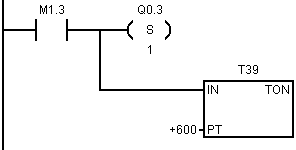 M1.3 Q0.3
S
1
T39
IN TON
+600 PT